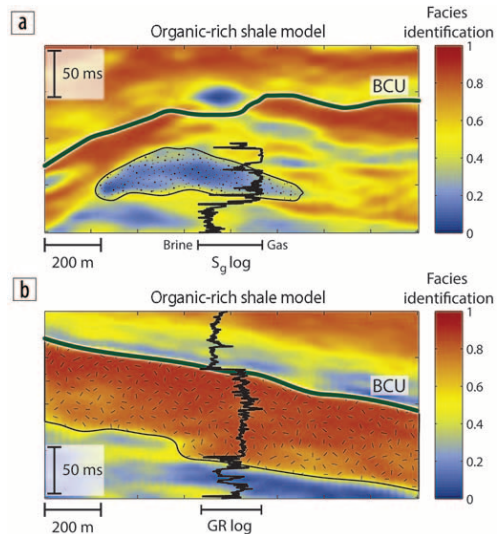 a
Organic-rich shale model
Facies
identification
50 ms
BCU
1
0.8
0.6
0.4
0.2
0
200 m
Brine
Gas
Sg log
b
Organic-rich shale model
Facies
identification
BCU
1
0.8
0.6
0.4
0.2
0
50 ms
200 m
GR log